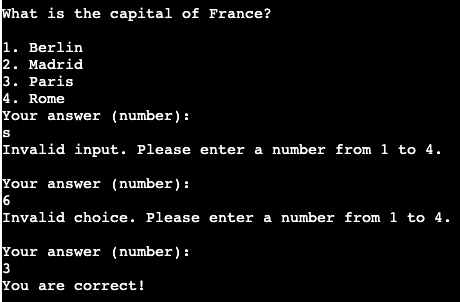 What is the capital of France?
1. Berlin
2. Madrid
3. Paris
4. Rome
Your answer (number):
s
Invalid input. Please enter a number from 1 to 4.
Your answer (number):
6
Invalid choice. Please enter a number from 1 to 4.
Your answer (number):
3
You are correct!